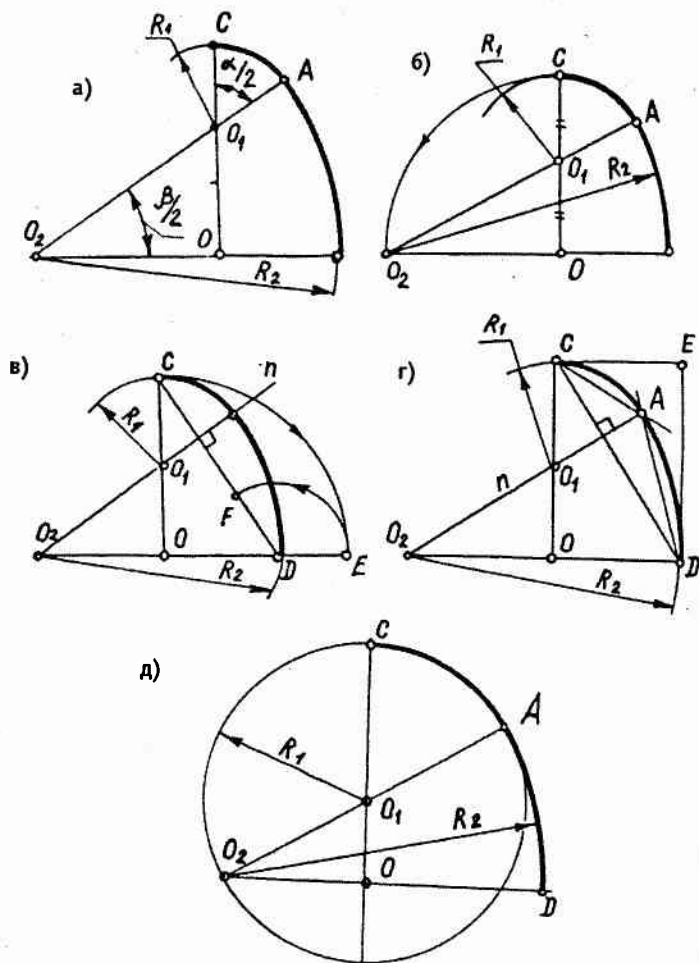 а)
R₁
C
α/2
A
O₁
β/2
O₂
O
R₂
б)
R₁
C
A
O₁
R₂
O₂
O
в)
C
n
R₁
O₁
F
O₂
O
D
E
R₂
г)
R₁
C
E
A
n
O₁
O₂
O
D
R₂
д)
C
A
R₁
O₁
R₂
O₂
O
D